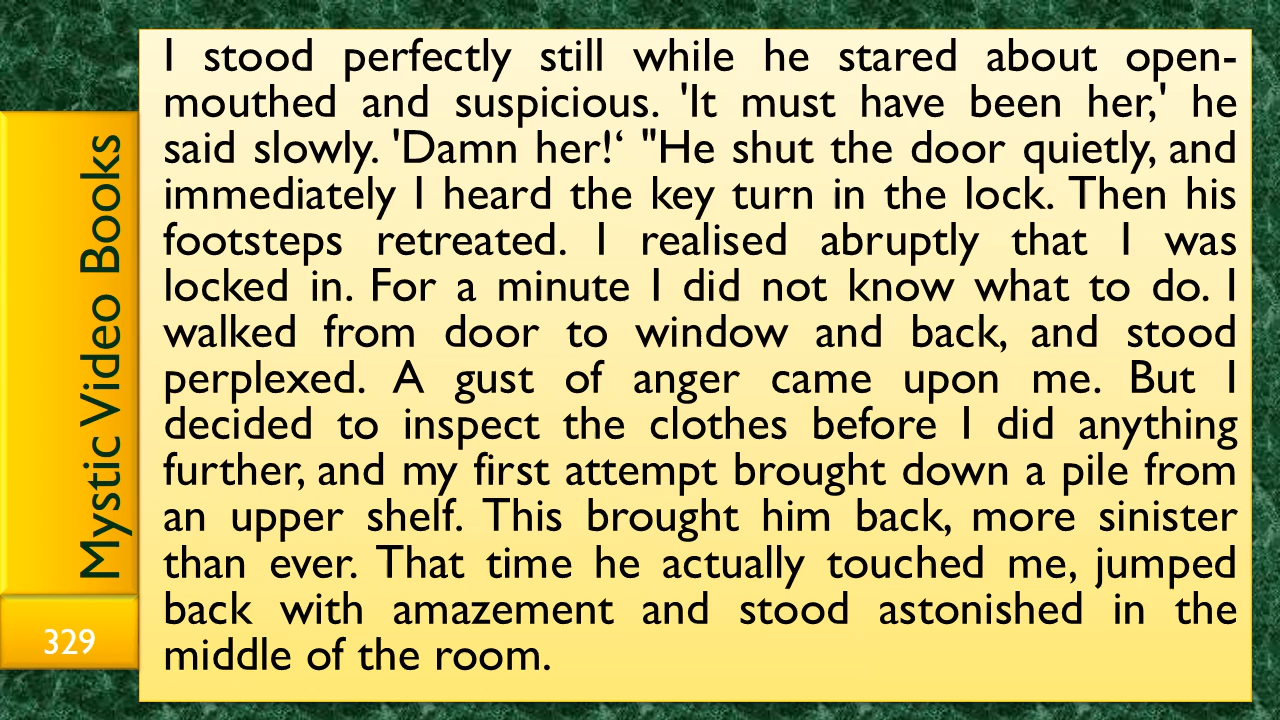 I stood perfectly still while he stared about open-
mouthed and suspicious. 'It must have been her,' he
said slowly. 'Damn her!‘ "He shut the door quietly, and
immediately I heard the key turn in the lock. Then his
footsteps retreated. I realised abruptly that I was
locked in. For a minute I did not know what to do. I
walked from door to window and back, and stood
perplexed. A gust of anger came upon me. But I
decided to inspect the clothes before I did anything
further, and my first attempt brought down a pile from
an upper shelf. This brought him back, more sinister
than ever. That time he actually touched me, jumped
back with amazement and stood astonished in the
middle of the room.
Mystic Video Books
329